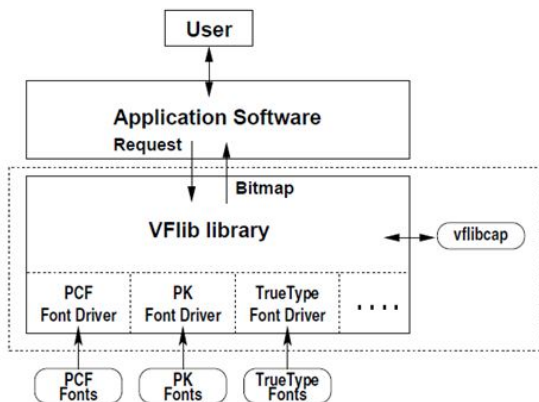 User
Application Software
Request
Bitmap
VFlib library
vflibcap
PCF
Font Driver
PK
Font Driver
TrueType
Font Driver
....
PCF
Fonts
PK
Fonts
TrueType
Fonts